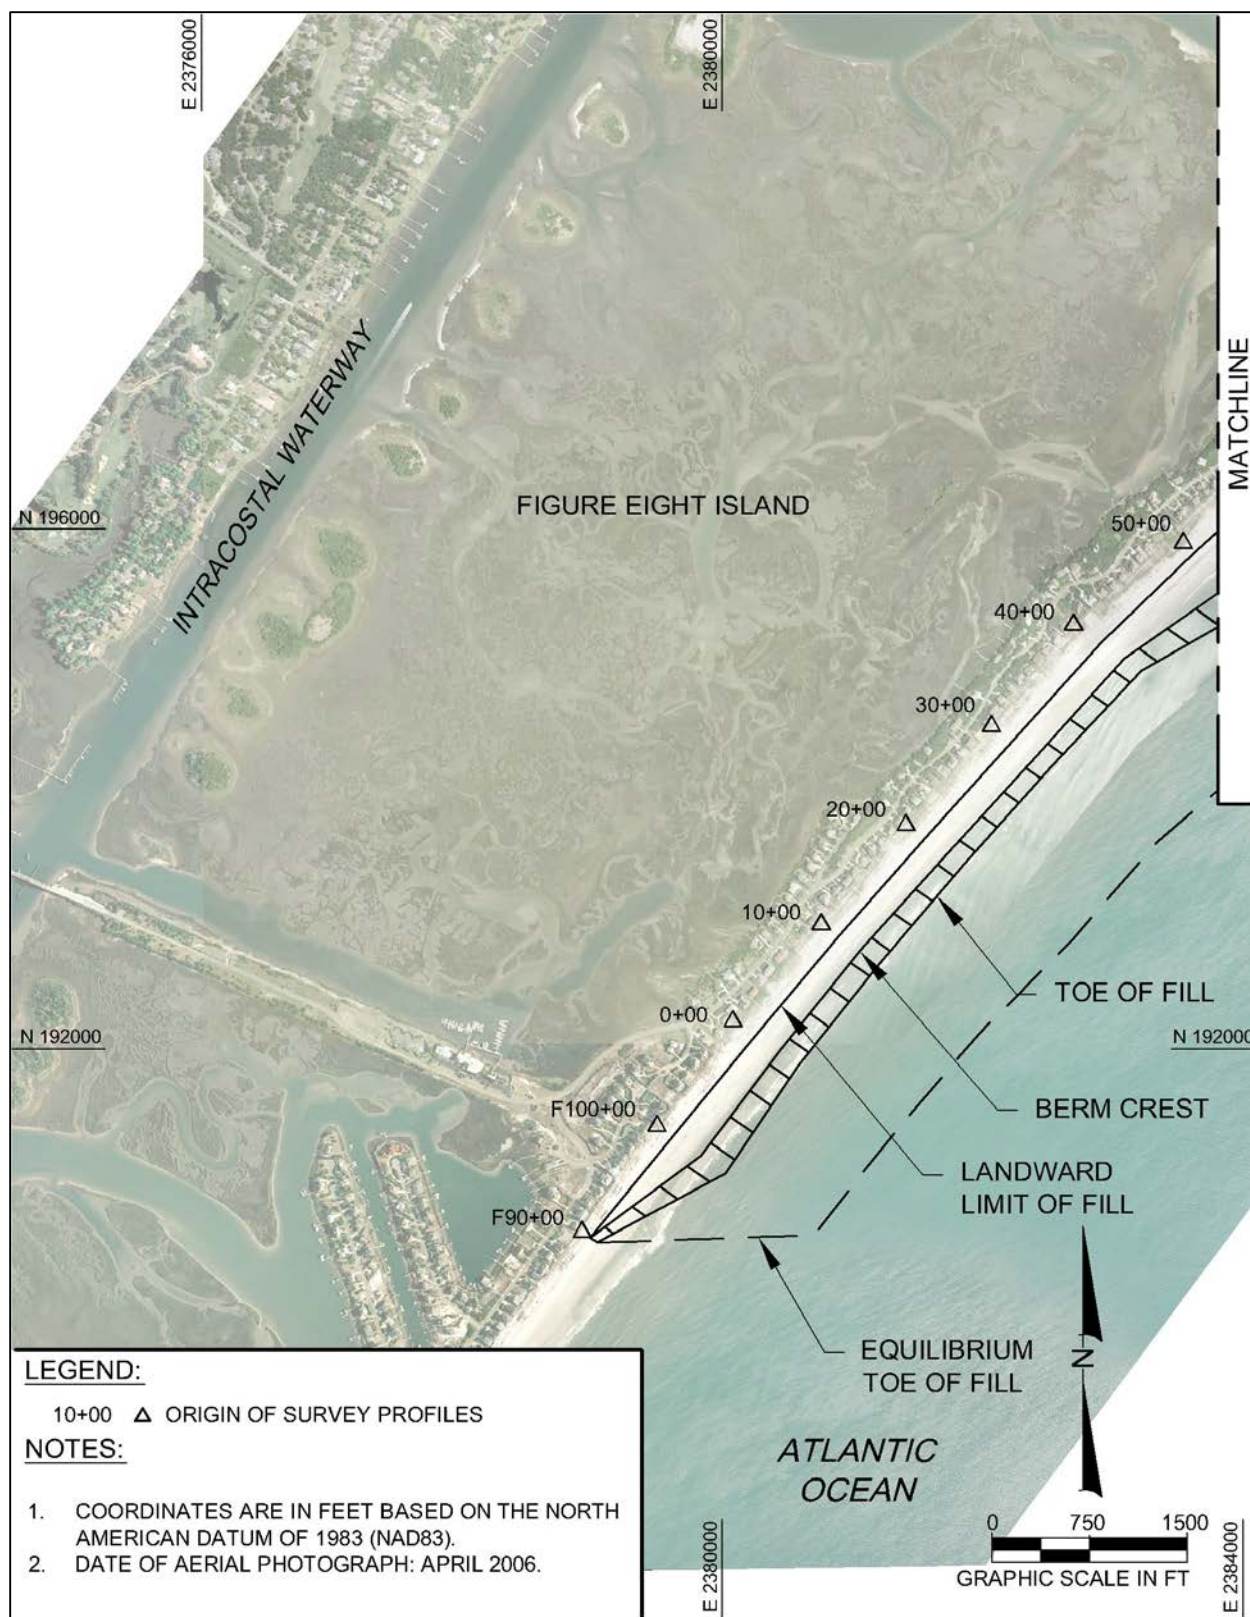 E 2376000
E 2380000
MATCHLINE
INTRACOSTAL WATERWAY
FIGURE EIGHT ISLAND
N 196000
50+00
40+00
30+00
20+00
10+00
0+00
TOE OF FILL
N 192000
N 192000
BERM CREST
F100+00
LANDWARD
LIMIT OF FILL
F90+00
EQUILIBRIUM
TOE OF FILL
N
LEGEND:
10+00 △ ORIGIN OF SURVEY PROFILES
NOTES:
1. COORDINATES ARE IN FEET BASED ON THE NORTH
AMERICAN DATUM OF 1983 (NAD83).
2. DATE OF AERIAL PHOTOGRAPH: APRIL 2006.
ATLANTIC
OCEAN
E 2380000
0 750 1500
GRAPHIC SCALE IN FT
E 2384000